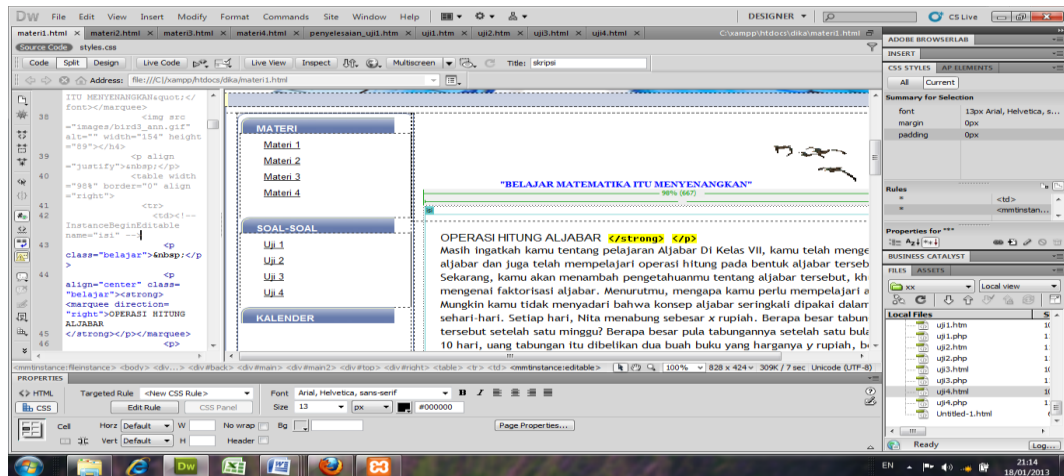 DW File Edit View Insert Modify Format Commands Site Window Help DESIGNER CS Live
materi1.html × materi2.html × materi3.html × materi4.html × penyelesaian_uji1.htm × uji1.htm × uji2.htm × uji3.html × uji4.html × C:\xampp\htdocs\dika\materi1.html
Source Code styles.css
Code Split Design Live Code Live View Inspect Multiscreen Title: skripsi
Address: file:///C|/xampp/htdocs/dika/materi1.html
ITU MENYENANGKAN&quot;</
font></marquee>
38 <img src
="images/bird3_ann.gif"
alt="" width="154" height
="89"></h4>
39 <p align
="justify">&nbsp;</p>
40 <table width
="98%" border="0" align
="right">
41 <tr>
42 <td><!--
InstanceBeginEditable
name="isi" -->
43 <p
class="belajar">&nbsp;</p
>
44 <p
align="center" class=
"belajar"><strong>
<marquee direction=
"right">OPERASI HITUNG
ALJABAR
45 </strong></p></marquee>
46 <p>
MATERI
Materi 1
Materi 2
Materi 3
Materi 4
SOAL-SOAL
Uji 1
Uji 2
Uji 3
Uji 4
KALENDER
"BELAJAR MATEMATIKA ITU MENYENANGKAN"
98% (667)
OPERASI HITUNG ALJABAR </strong> </p>
Masih ingatkah kamu tentang pelajaran Aljabar Di Kelas VII, kamu telah menge
aljabar dan juga telah mempelajari operasi hitung pada bentuk aljabar terseb
Sekarang, kamu akan menambah pengetahuanmu tentang aljabar tersebut, kh
mengenai faktorisasi aljabar. Menurutmu, mengapa kamu perlu mempelajari a
Mungkin kamu tidak menyadari bahwa konsep aljabar seringkali dipakai dalam
sehari-hari. Setiap hari, Nita menabung sebesar x rupiah. Berapa besar tabun
tersebut setelah satu minggu? Berapa besar pula tabungannya setelah satu bula
10 hari, uang tabungan itu dibelikan dua buah buku yang harganya y rupiah, b
<mmtinstance:fileinstance> <body> <div...> <div#back> <div#main> <div#main2> <div#top> <div#right> <table> <tr> <td> <mmtinstance:editable> 100% 828 x 424 309K / 7 sec Unicode (UTF-8)
PROPERTIES
<> HTML Targeted Rule <New CSS Rule> Font Arial, Helvetica, sans-serif B I
CSS Edit Rule CSS Panel Size 13 px #000000
Cell Horz Default W No wrap Bg Page Properties...
Vert Default H Header
ADOBE BROWSERLAB
INSERT
CSS STYLES AP ELEMENTS
All Current
Summary for Selection
font 13px Arial, Helvetica, s...
margin 0px
padding 0px
Rules
* <td>
* <mmtinstan...
Properties for "*"
BUSINESS CATALYST
FILES ASSETS
xx Local view
Local Files S
uji1.htm
uji1.php
uji2.htm
uji2.php
uji3.html
uji3.php
uji4.html
uji4.php
Untitled-1.html
Ready Log...
EN 21:14
18/01/2013